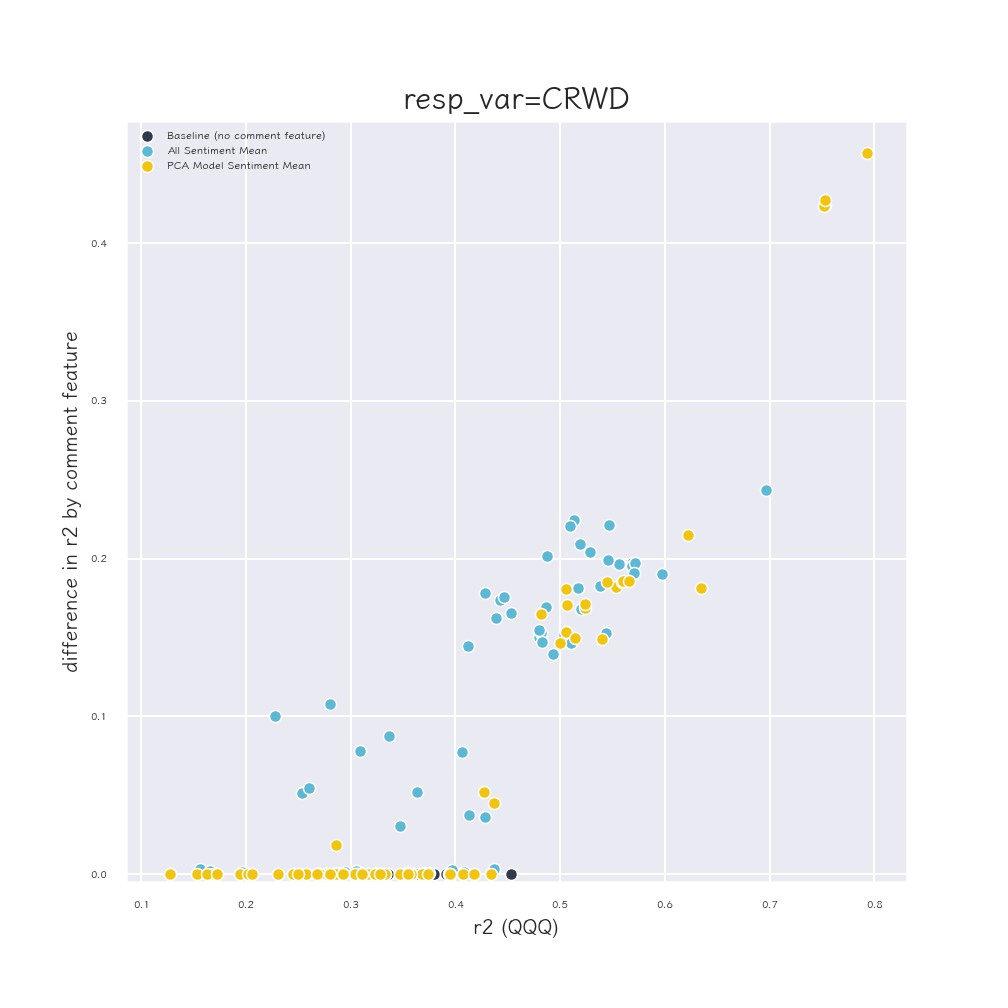 resp_var=CRWD
Baseline (no comment feature)
All Sentiment Mean
PCA Model Sentiment Mean
difference in r2 by comment feature
0.4
0.3
0.2
0.1
0.0
0.1 0.2 0.3 0.4 0.5 0.6 0.7 0.8
r2 (QQQ)